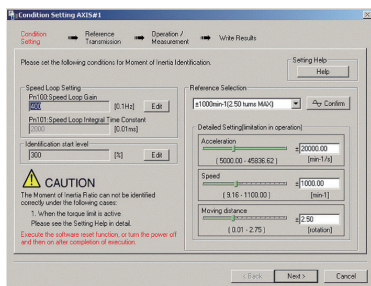 Condition Setting AXIS#1
Condition Setting
Reference Transmission
Operation / Measurement
Write Results
Please set the following conditions for Moment of Inertia Identification.
Setting Help
Help
Speed Loop Setting
Pn100:Speed Loop Gain
400 [0.1Hz] Edit
Pn101:Speed Loop Integral Time Constant
2000 [0.01ms]
Identification start level
300 [%] Edit
CAUTION
The Moment of Inertia Ratio can not be identified
correctly under the following cases:
1. When the torque limit is active
Please see the Setting Help in detail.
Execute the software reset function, or turn the power off
and then on after completion of execution.
Reference Selection
±1000min-1(2.50 turns MAX) Confirm
Detailed Setting(limitation in operation)
Acceleration
± 20000.00
( 5000.00 - 45836.62 ) [min-1/s]
Speed
± 1000.00
( 9.16 - 1100.00 ) [min-1]
Moving distance
± 2.50
( 0.01 - 2.75 ) [rotation]
< Back Next > Cancel